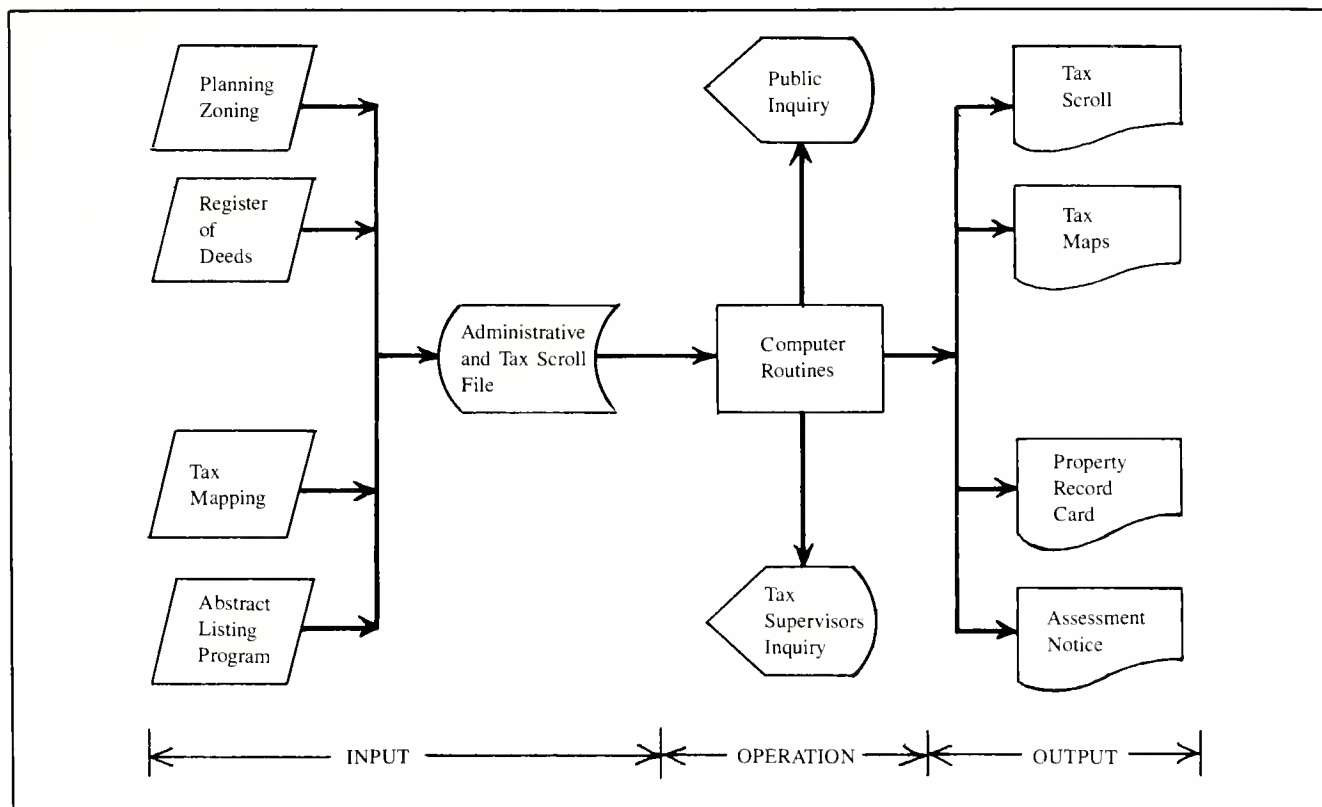 Planning
Zoning
Register
of
Deeds
Tax
Mapping
Abstract
Listing
Program
Administrative
and Tax Scroll
File
Public
Inquiry
Computer
Routines
Tax
Supervisors
Inquiry
Tax
Scroll
Tax
Maps
Property
Record
Card
Assessment
Notice
INPUT
OPERATION
OUTPUT